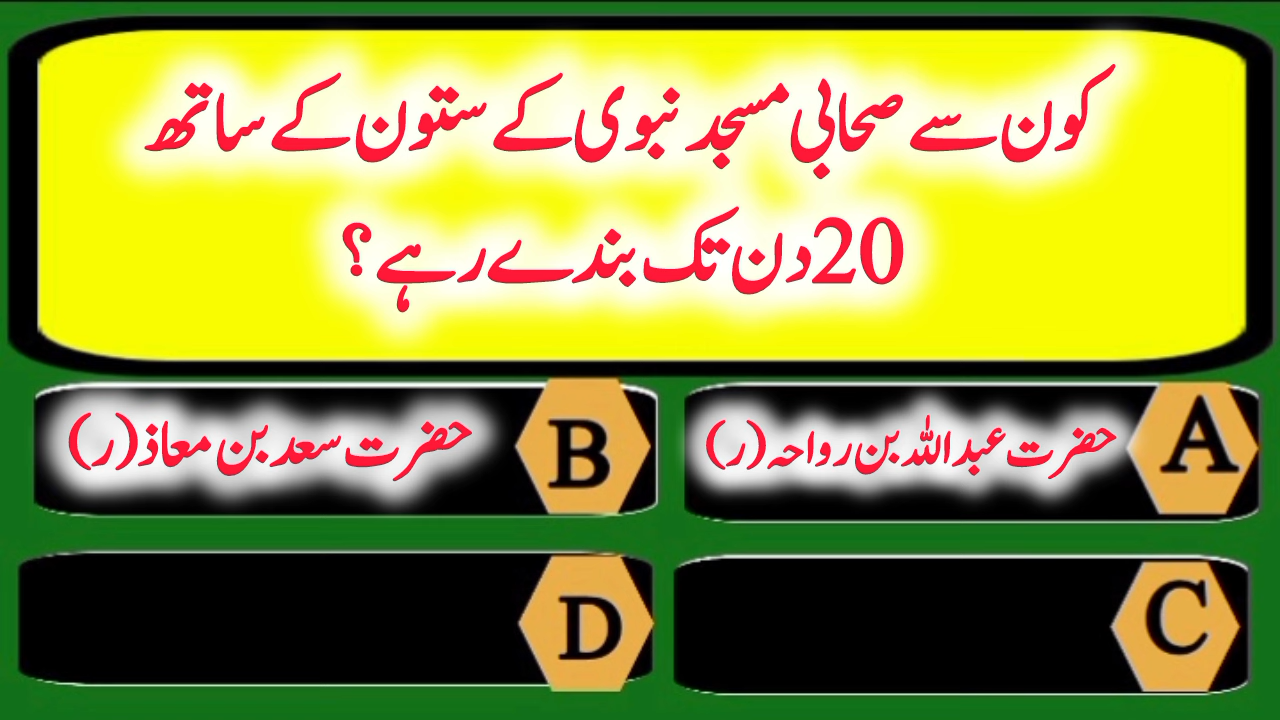 کون سے صحابی مسجد نبوی کے ستون کے ساتھ
20دن تک بندے رہے؟
A حضرت عبداللہ بن رواحہ (ر)
B حضرت سعد بن معاذ (ر)
C
D